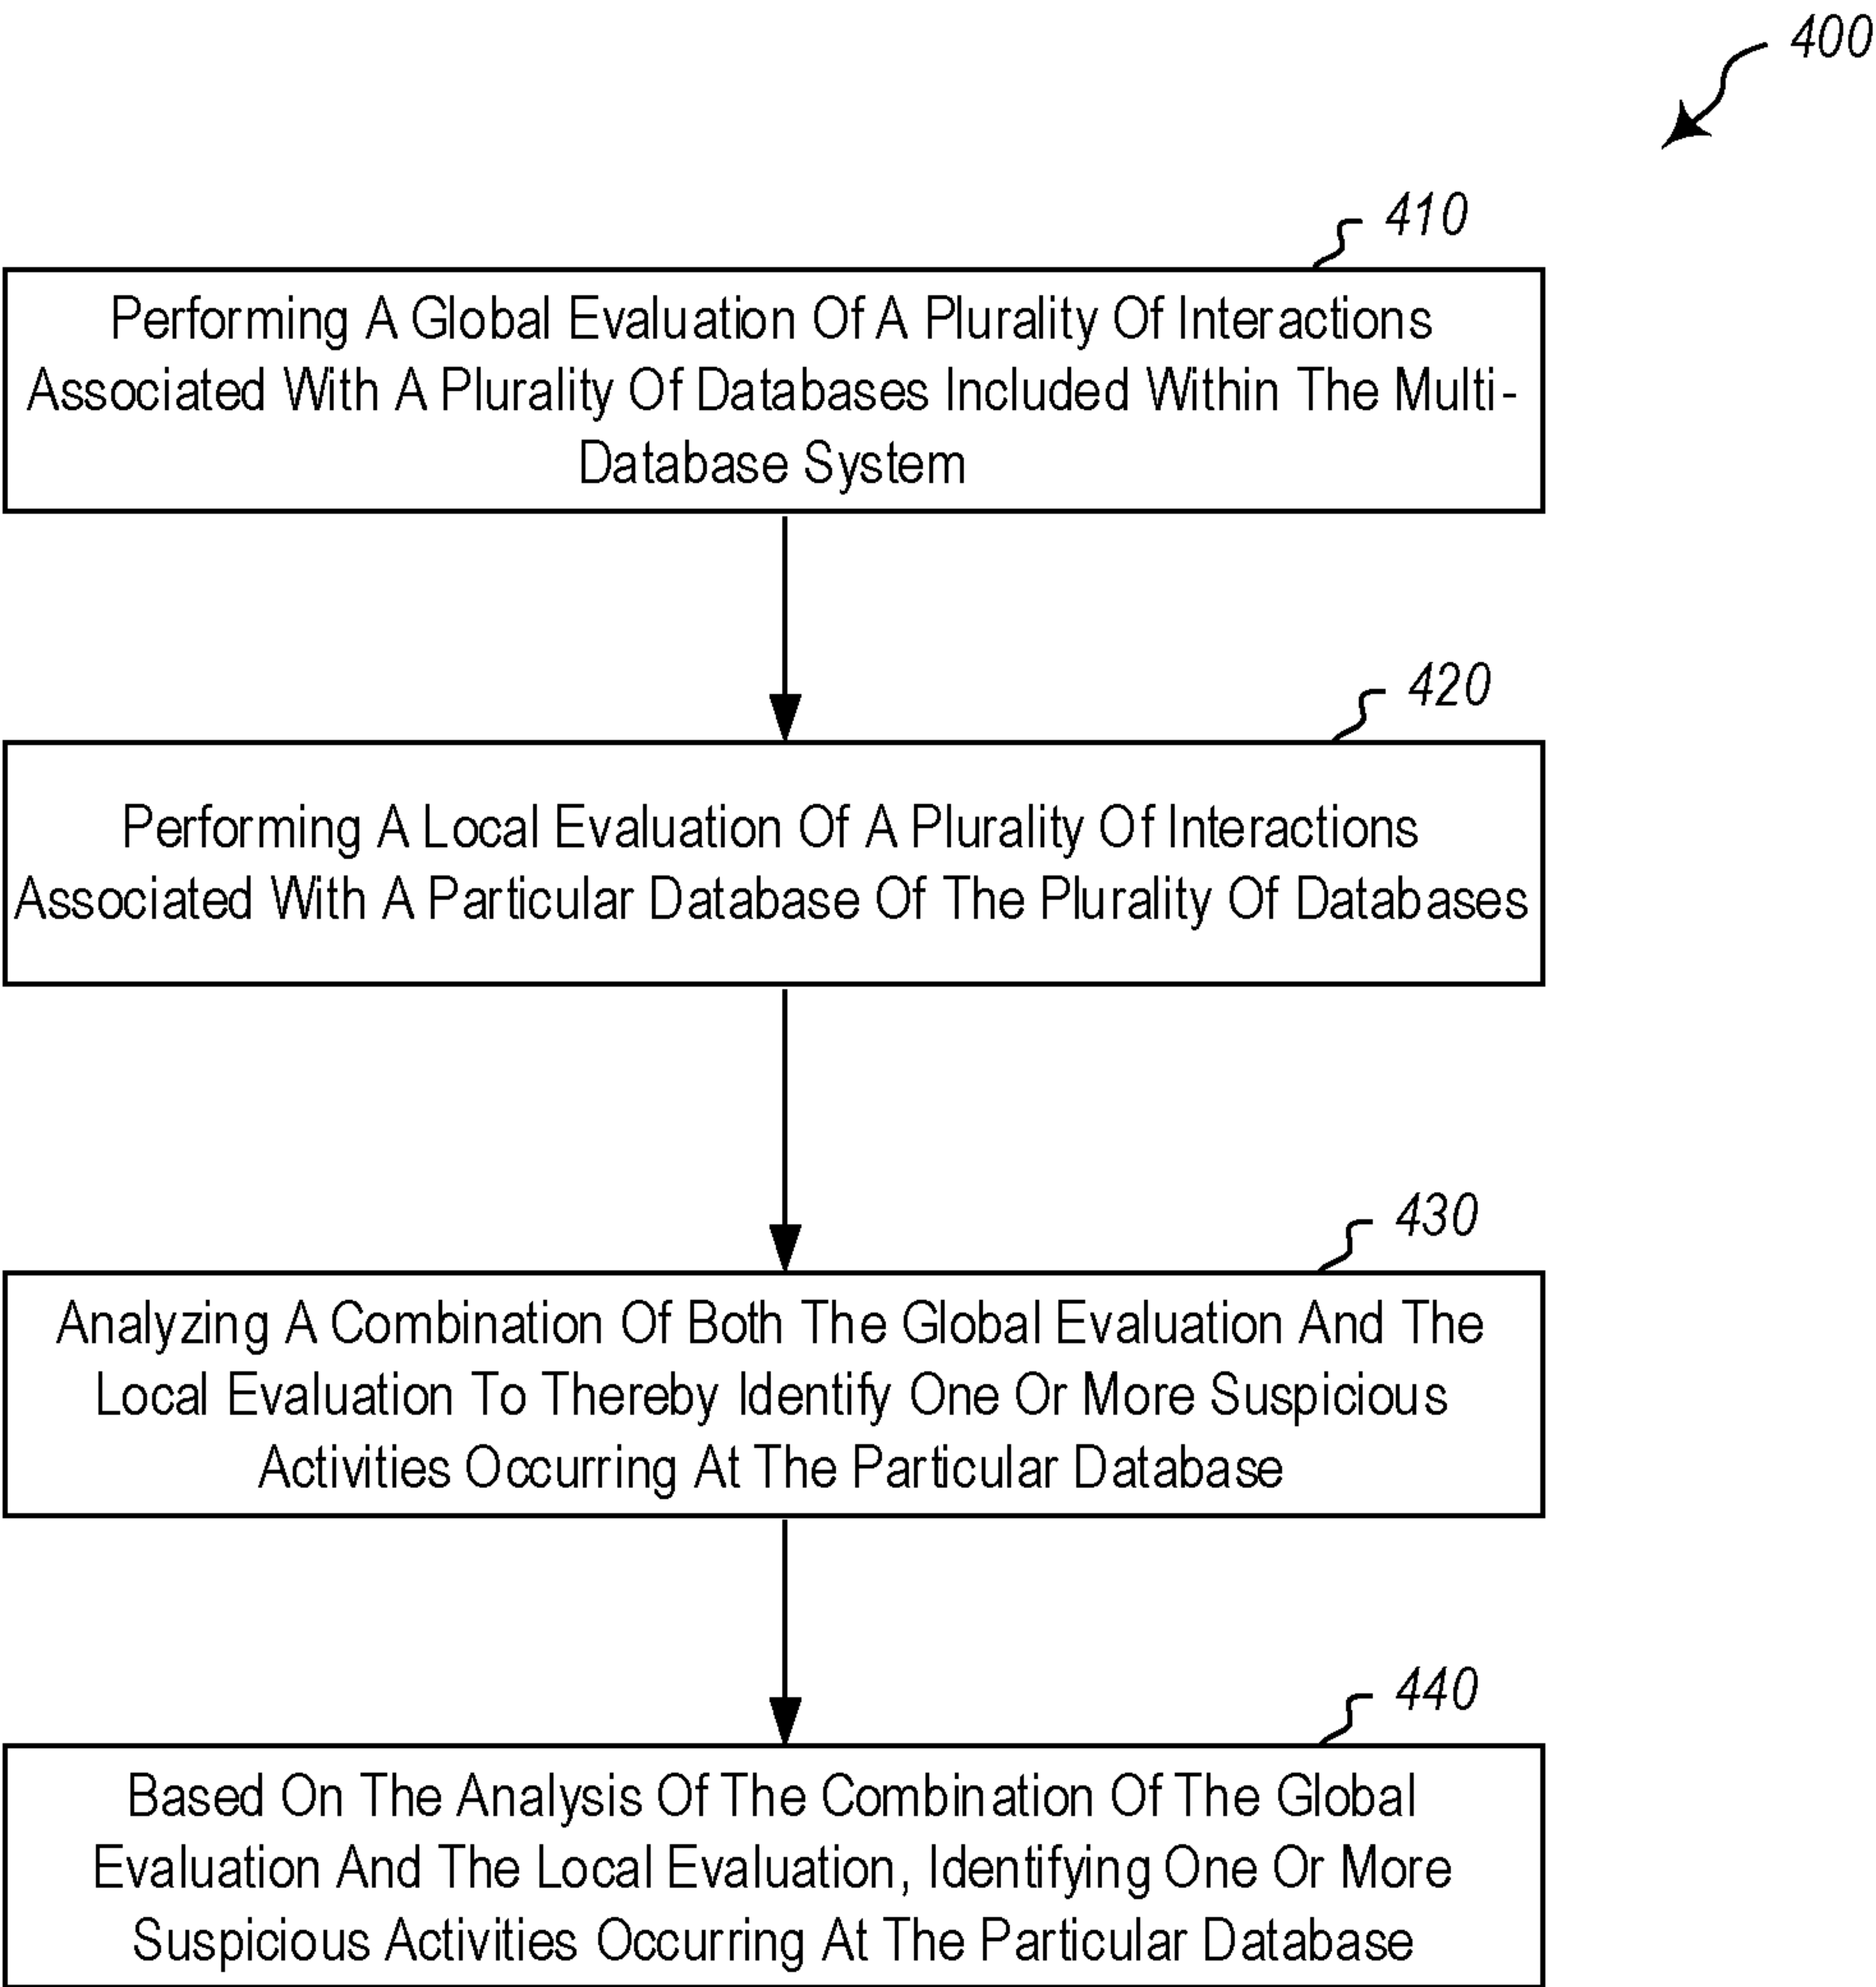 400
410
Performing A Global Evaluation Of A Plurality Of Interactions
Associated With A Plurality Of Databases Included Within The Multi-
Database System
420
Performing A Local Evaluation Of A Plurality Of Interactions
Associated With A Particular Database Of The Plurality Of Databases
430
Analyzing A Combination Of Both The Global Evaluation And The
Local Evaluation To Thereby Identify One Or More Suspicious
Activities Occurring At The Particular Database
440
Based On The Analysis Of The Combination Of The Global
Evaluation And The Local Evaluation, Identifying One Or More
Suspicious Activities Occurring At The Particular Database